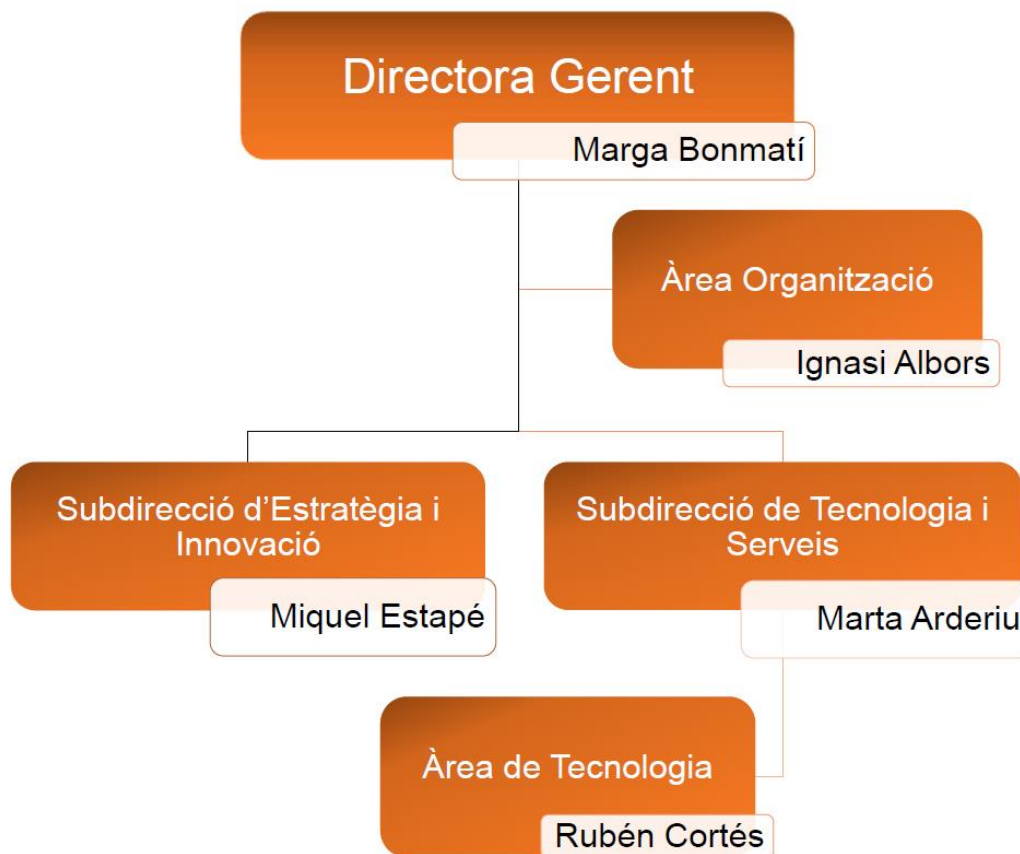 Directora Gerent
Marga Bonmatí
Àrea Organització
Ignasi Albors
Subdirecció d’Estratègia i
Innovació
Miquel Estapé
Subdirecció de Tecnologia i
Serveis
Marta Arderiu
Àrea de Tecnologia
Rubén Cortés